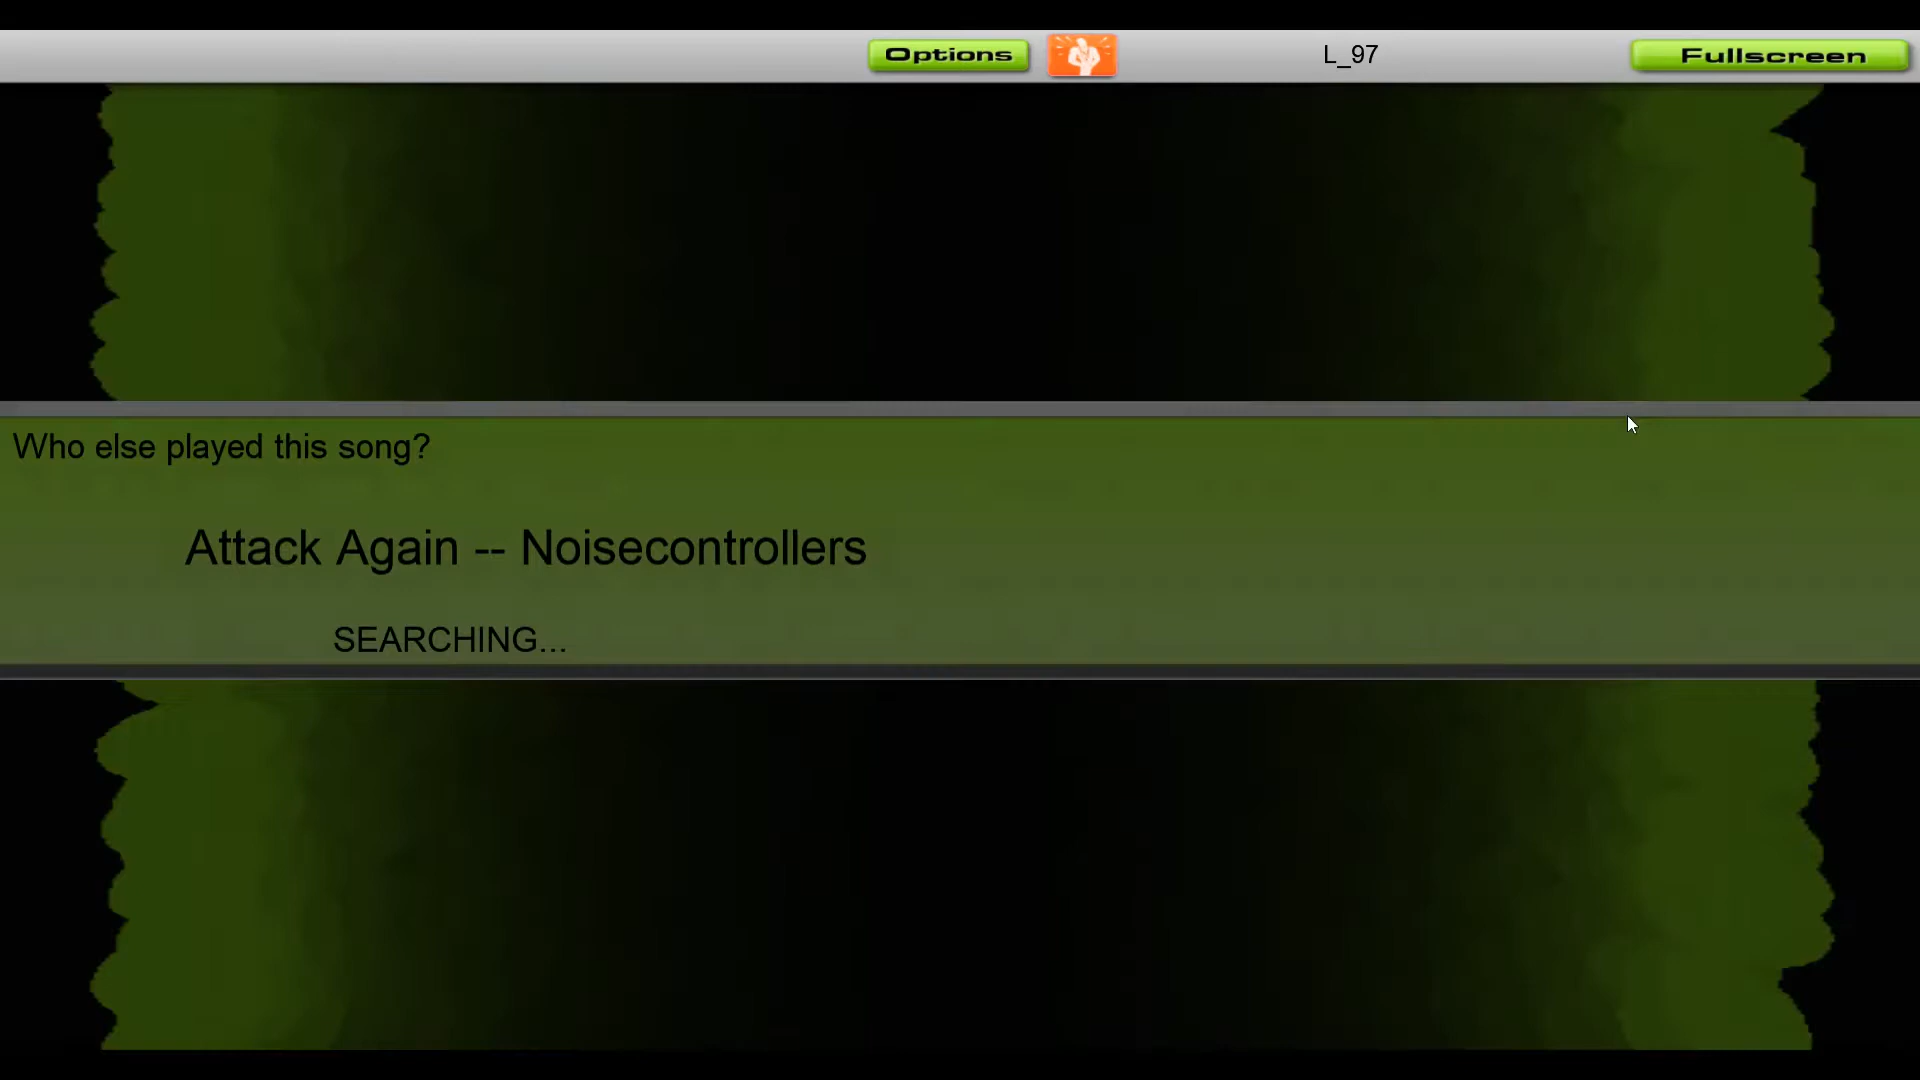 Options
L_97
Fullscreen
Who else played this song?
Attack Again -- Noisecontrollers
SEARCHING...